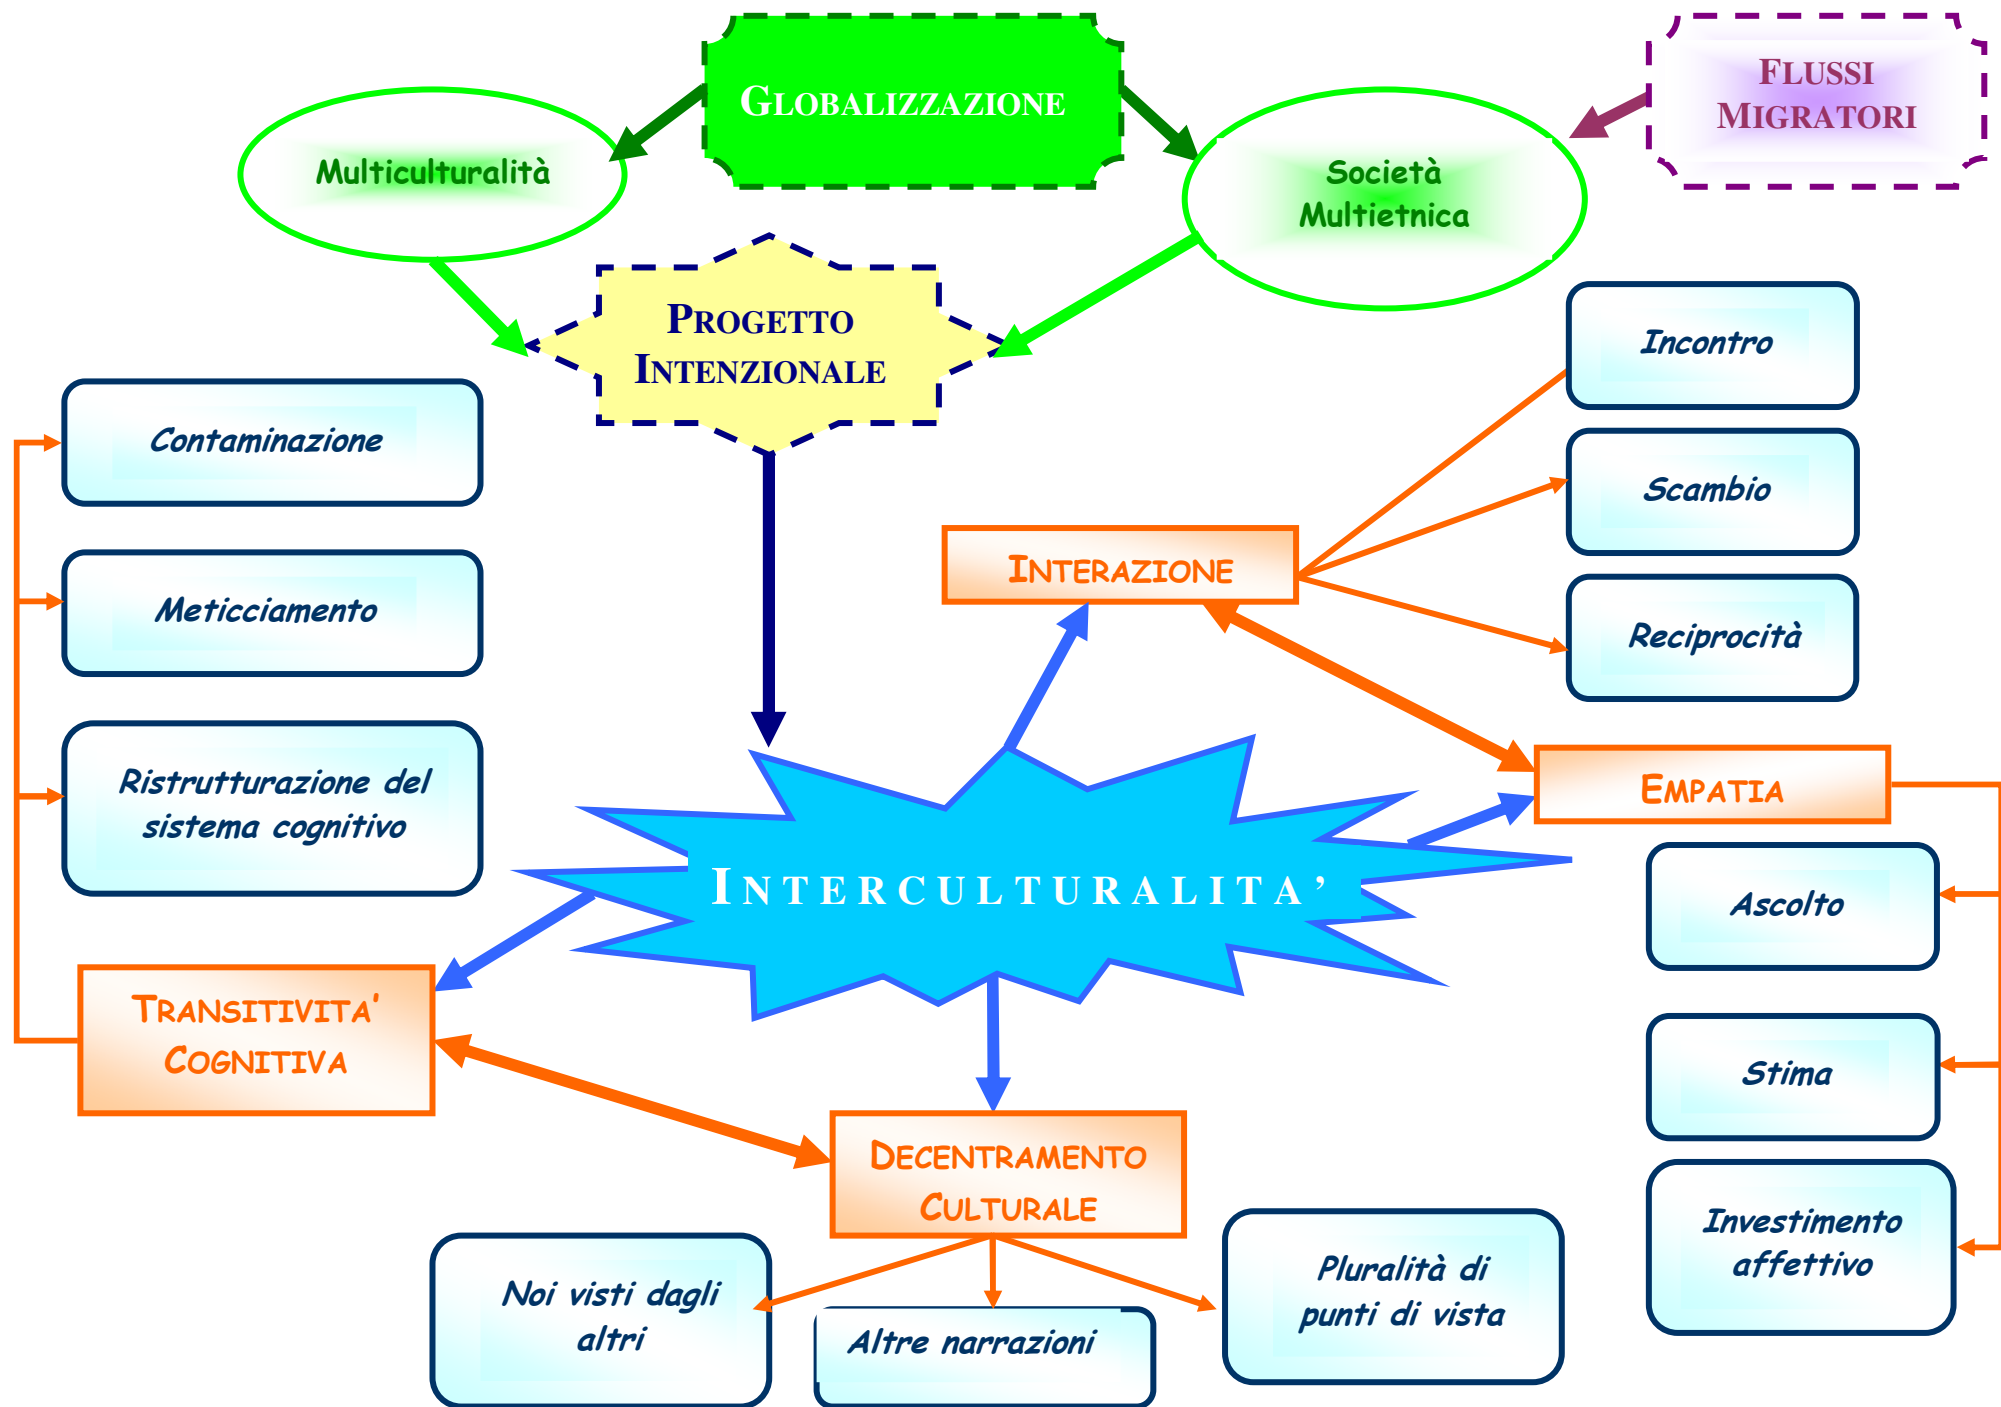 GLOBALIZZAZIONE
FLUSSI
MIGRATORI
Multiculturalità
Società
Multietnica
PROGETTO
INTENZIONALE
Incontro
Contaminazione
Scambio
INTERAZIONE
Meticciamento
Reciprocità
Ristrutturazione del
sistema cognitivo
EMPATIA
INTERCULTURALITA’
Ascolto
TRANSITIVITA’
COGNITIVA
Stima
DECENTRAMENTO
CULTURALE
Investimento
affettivo
Noi visti dagli
altri
Altre narrazioni
Pluralità di
punti di vista